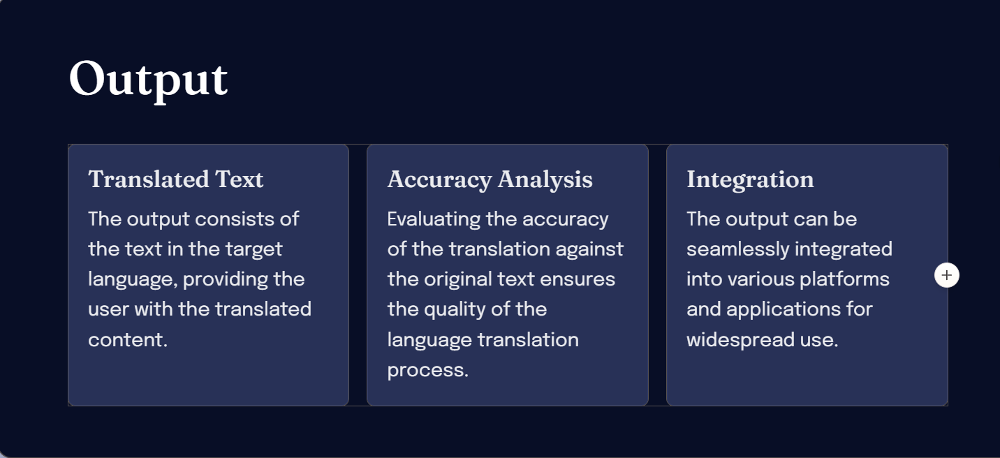 Output
Translated Text
The output consists of
the text in the target
language, providing the
user with the translated
content.
Accuracy Analysis
Evaluating the accuracy
of the translation against
the original text ensures
the quality of the
language translation
process.
Integration
The output can be
seamlessly integrated
into various platforms
and applications for
widespread use.